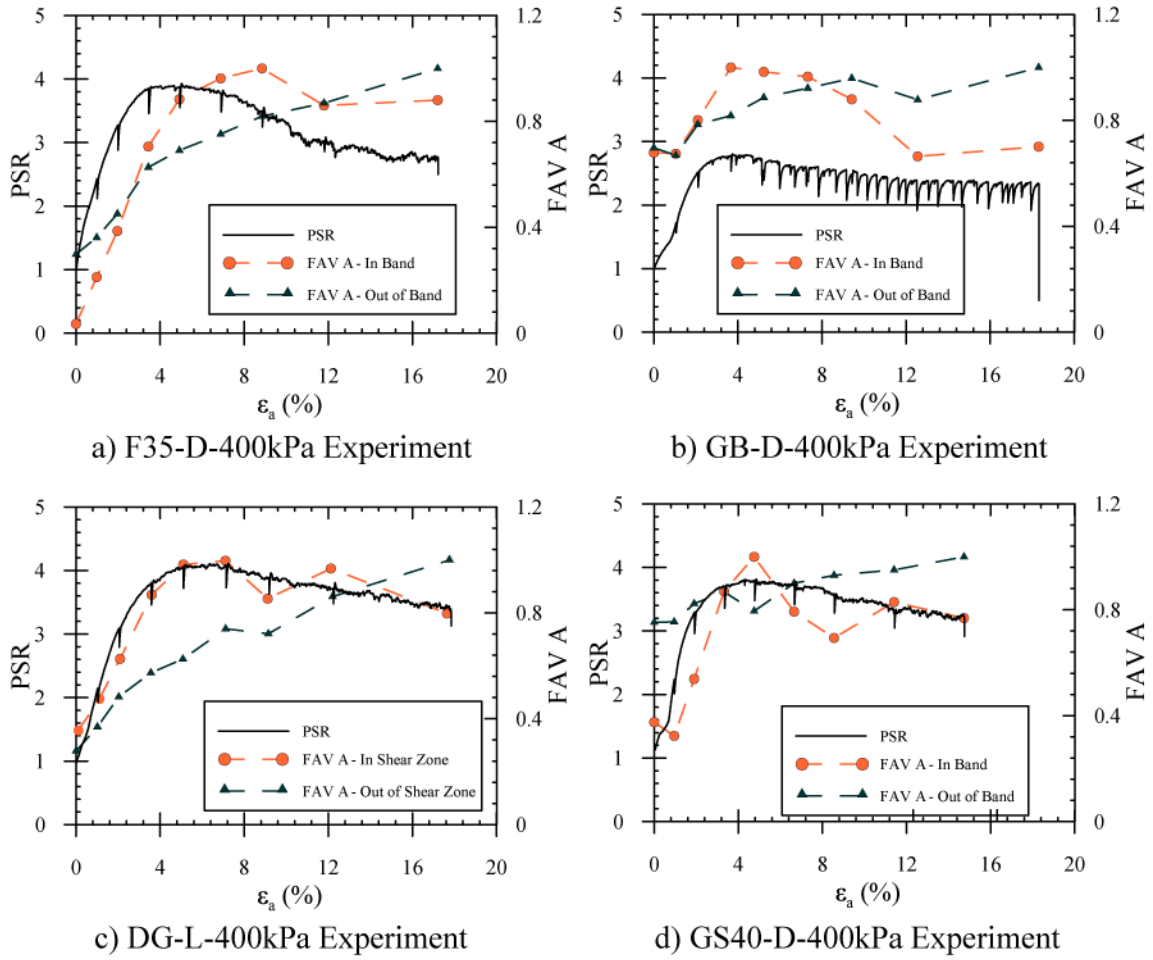 5
4
3
2
1
0
PSR
1.2
0.8
0.4
0
FAV A
PSR
FAV A - In Band
FAV A - Out of Band
0 4 8 12 16 20
εa (%)
a) F35-D-400kPa Experiment
5
4
3
2
1
0
PSR
1.2
0.8
0.4
0
FAV A
PSR
FAV A - In Band
FAV A - Out of Band
0 4 8 12 16 20
εa (%)
b) GB-D-400kPa Experiment
5
4
3
2
1
0
PSR
1.2
0.8
0.4
0
FAV A
PSR
FAV A - In Shear Zone
FAV A - Out of Shear Zone
0 4 8 12 16 20
εa (%)
c) DG-L-400kPa Experiment
5
4
3
2
1
0
PSR
1.2
0.8
0.4
0
FAV A
PSR
FAV A - In Band
FAV A - Out of Band
0 4 8 12 16 20
εa (%)
d) GS40-D-400kPa Experiment